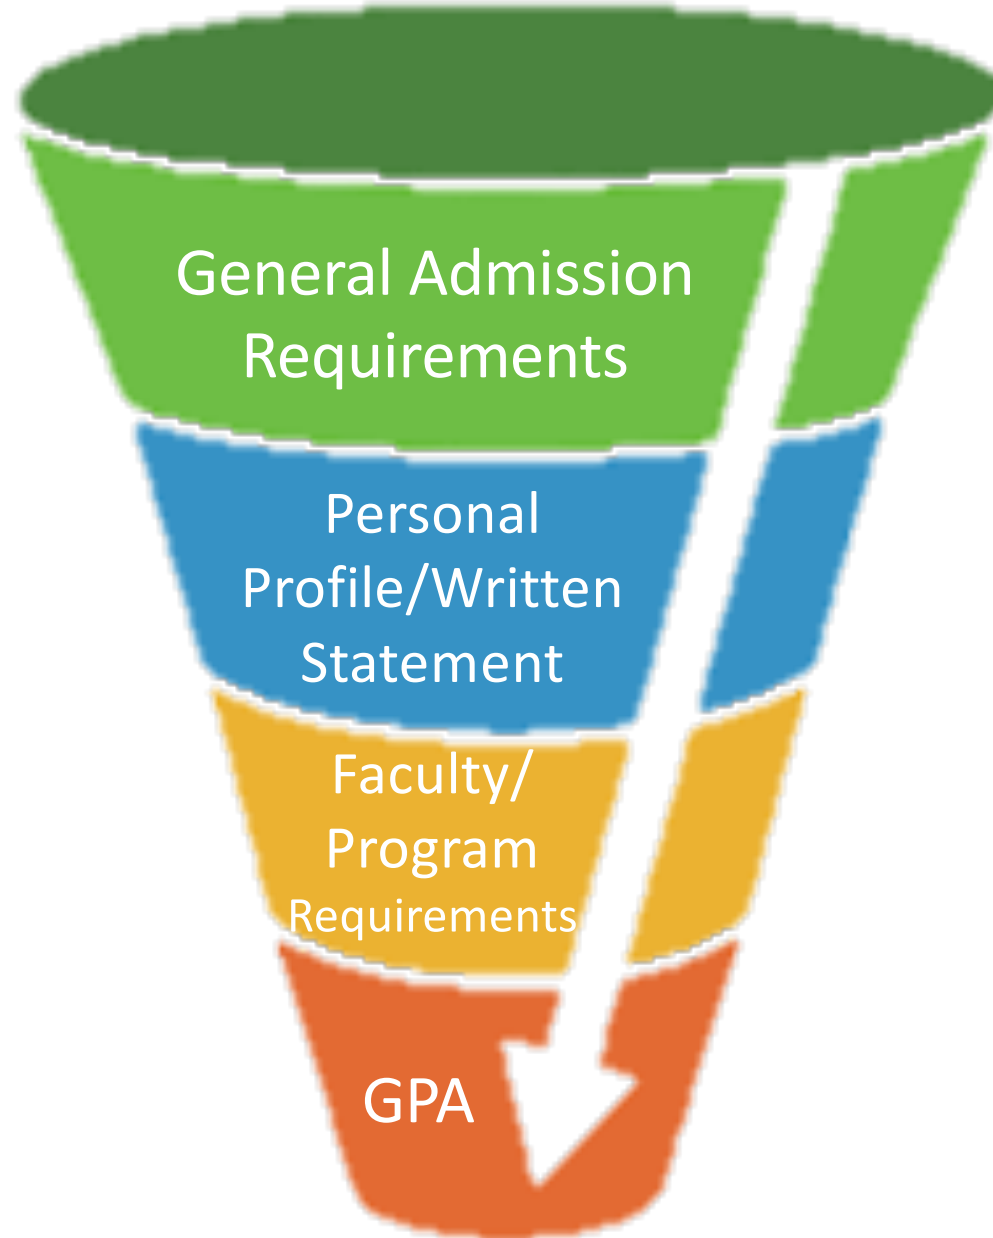 General Admission
Requirements
Personal
Profile/Written
Statement
Faculty/
Program
Requirements
GPA